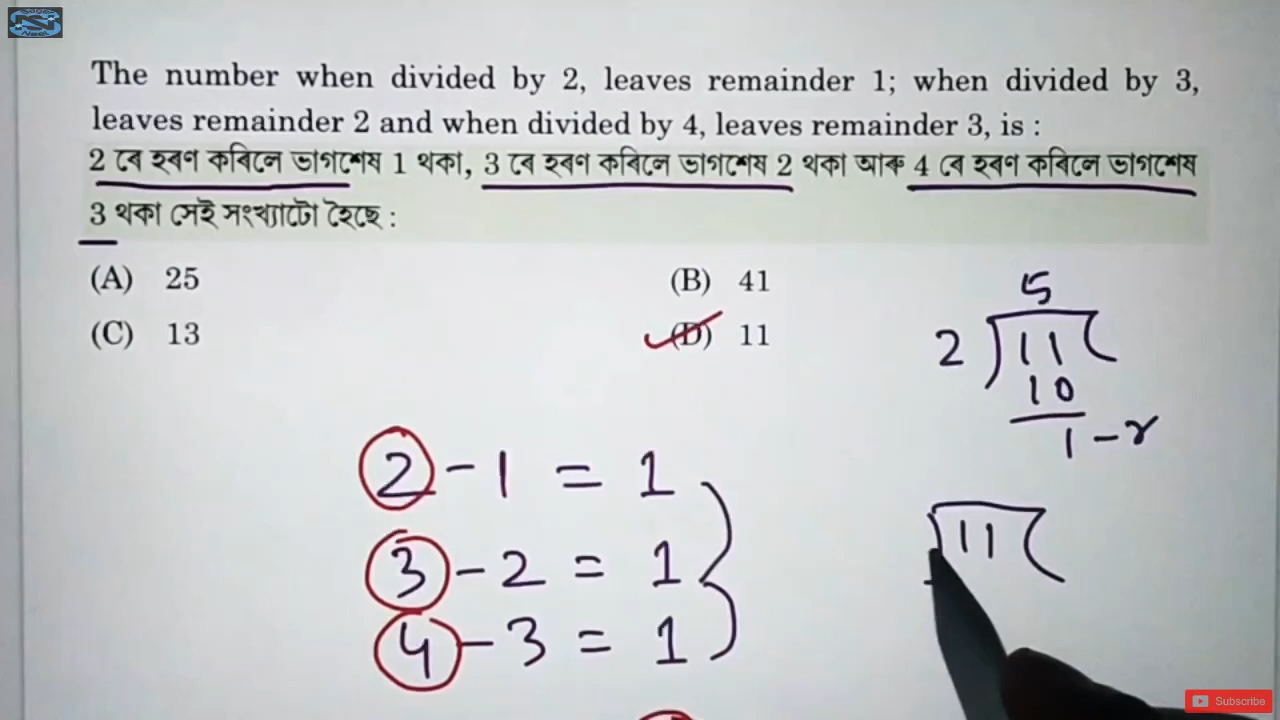 The number when divided by 2, leaves remainder 1; when divided by 3,
leaves remainder 2 and when divided by 4, leaves remainder 3, is :
2 ৰে হৰণ কৰিলে ভাগশেষ 1 থকা, 3 ৰে হৰণ কৰিলে ভাগশেষ 2 থকা আৰু 4 ৰে হৰণ কৰিলে ভাগশেষ
3 থকা সেই সংখ্যাটো হৈছে :
(A) 25
(B) 41
(C) 13
(D) 11
5
2 ) 11 (
10
1 - r
2 - 1 = 1
3 - 2 = 1
4 - 3 = 1
11 (
Subscribe